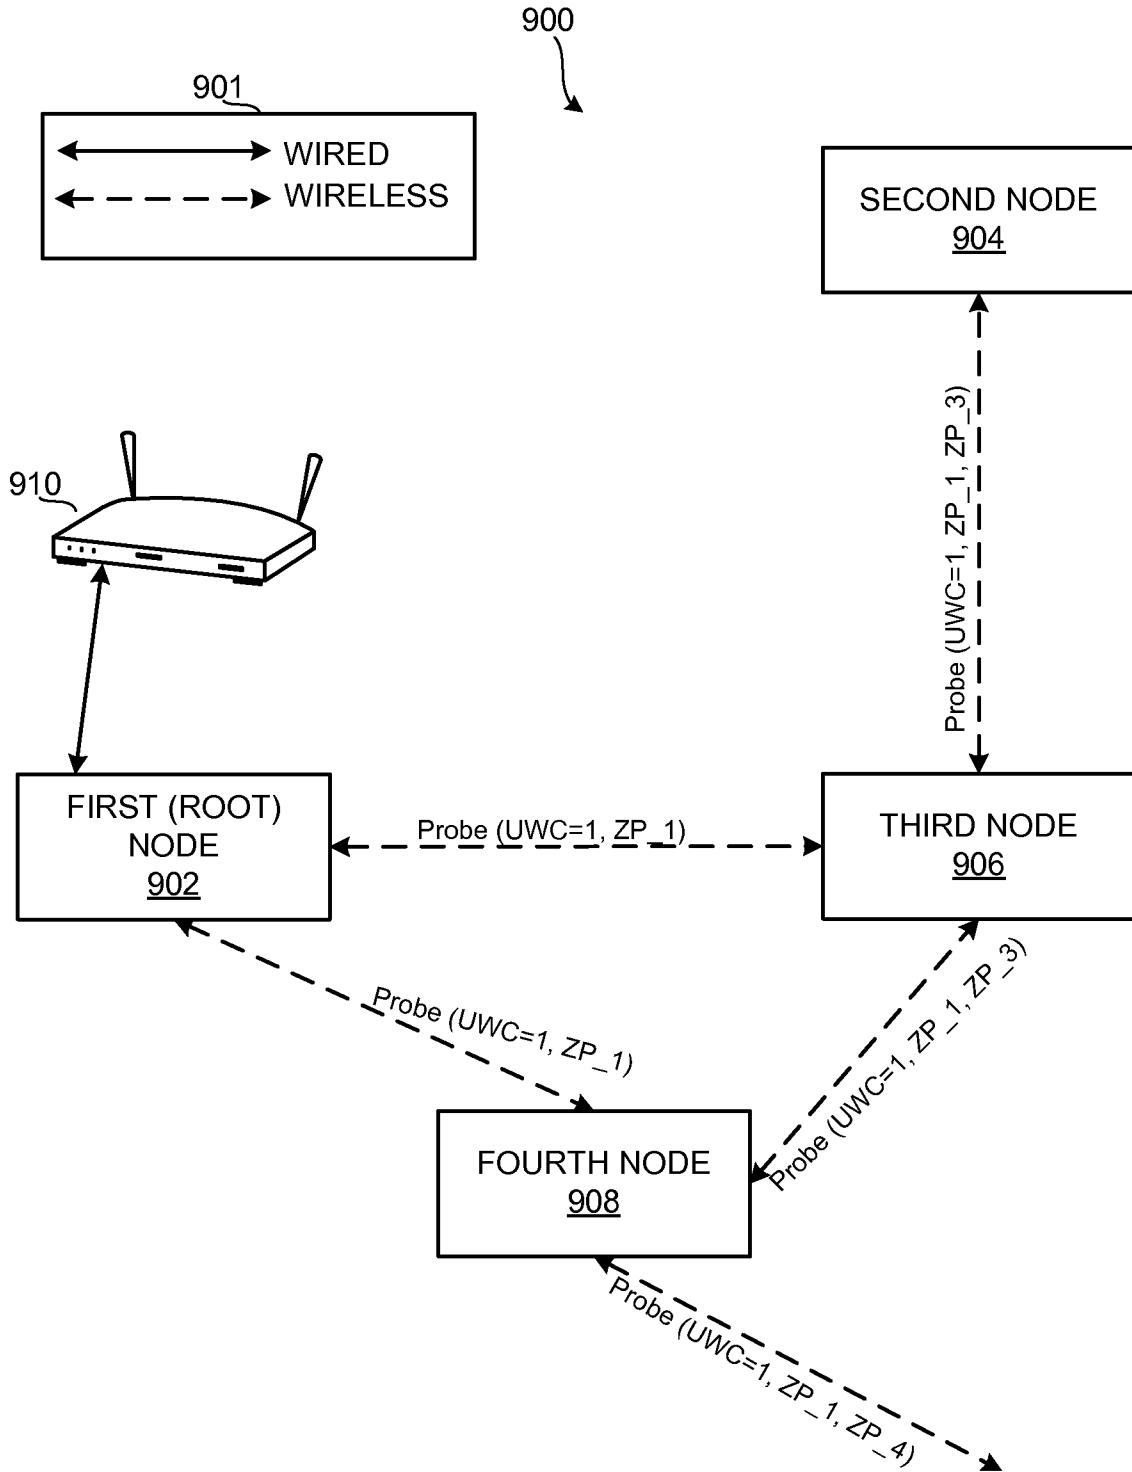 900
901
WIRED
WIRELESS
SECOND NODE
904
Probe (UWC=1, ZP_1, ZP_3)
910
FIRST (ROOT)
NODE
902
Probe (UWC=1, ZP_1)
THIRD NODE
906
Probe (UWC=1, ZP_1)
Probe (UWC=1, ZP_1, ZP_3)
FOURTH NODE
908
Probe (UWC=1, ZP_1, ZP_4)